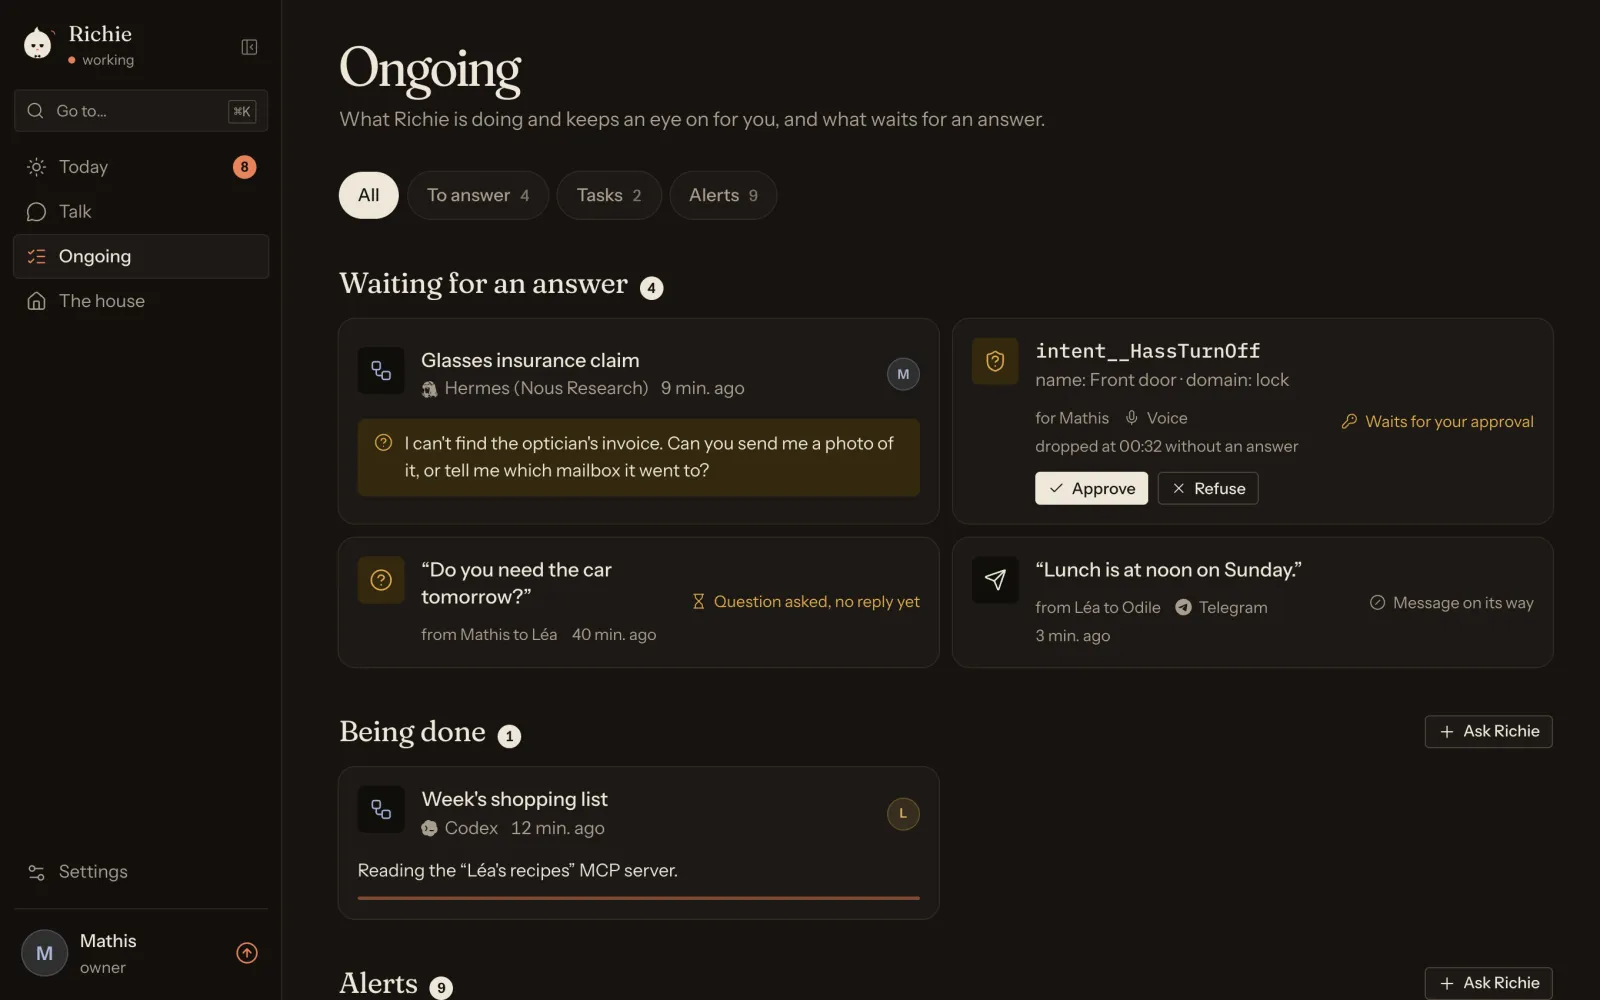 Richie
working
Go to...
⌘K
Today
8
Talk
Ongoing
The house
Settings
M
Mathis
owner
Ongoing
What Richie is doing and keeps an eye on for you, and what waits for an answer.
All
To answer 4
Tasks 2
Alerts 9
Waiting for an answer 4
Glasses insurance claim
Hermes (Nous Research) 9 min. ago
M
I can't find the optician's invoice. Can you send me a photo of
it, or tell me which mailbox it went to?
intent__HassTurnOff
name: Front door · domain: lock
for Mathis Voice
dropped at 00:32 without an answer
Waits for your approval
Approve
Refuse
“Do you need the car
tomorrow?”
from Mathis to Léa 40 min. ago
Question asked, no reply yet
“Lunch is at noon on Sunday.”
from Léa to Odile Telegram
3 min. ago
Message on its way
Being done 1
Ask Richie
Week's shopping list
Codex 12 min. ago
L
Reading the “Léa's recipes” MCP server.
Alerts 9
Ask Richie